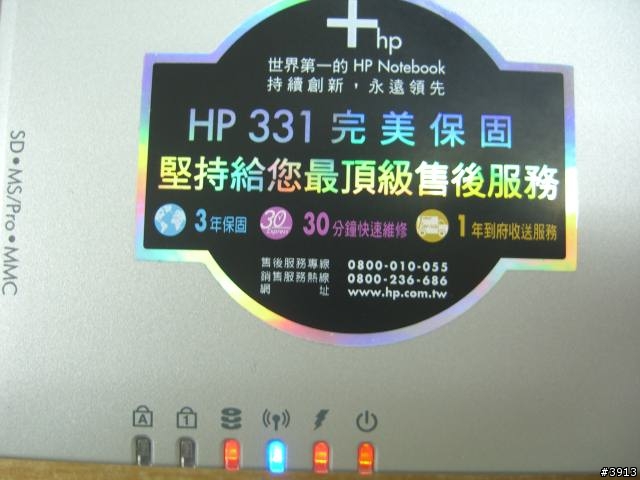 +hp
世界第一的 HP Notebook
持續創新，永遠領先
HP 331 完美保固
堅持給您最頂級售後服務
3年保固 30 Express 30分鐘快速維修 1年到府收送服務
售後服務專線 0800-010-055
銷售服務熱線 0800-236-686
網址 www.hp.com.tw
SD•MS/Pro•MMC
A 1
#3913